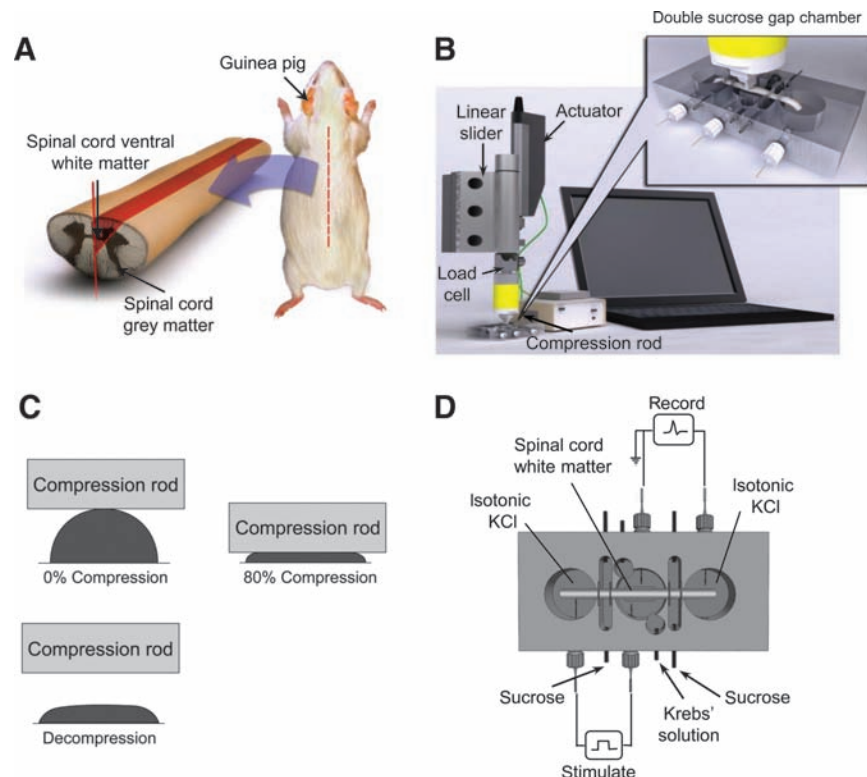 A
Guinea pig
Spinal cord ventral
white matter
Spinal cord
grey matter
B
Double sucrose gap chamber
Linear
slider
Actuator
Load
cell
Compression rod
C
Compression rod
0% Compression
Compression rod
80% Compression
Compression rod
Decompression
D
Record
Spinal cord
white matter
Isotonic
KCl
Isotonic
KCl
Sucrose
Krebs'
solution
Sucrose
Stimulate